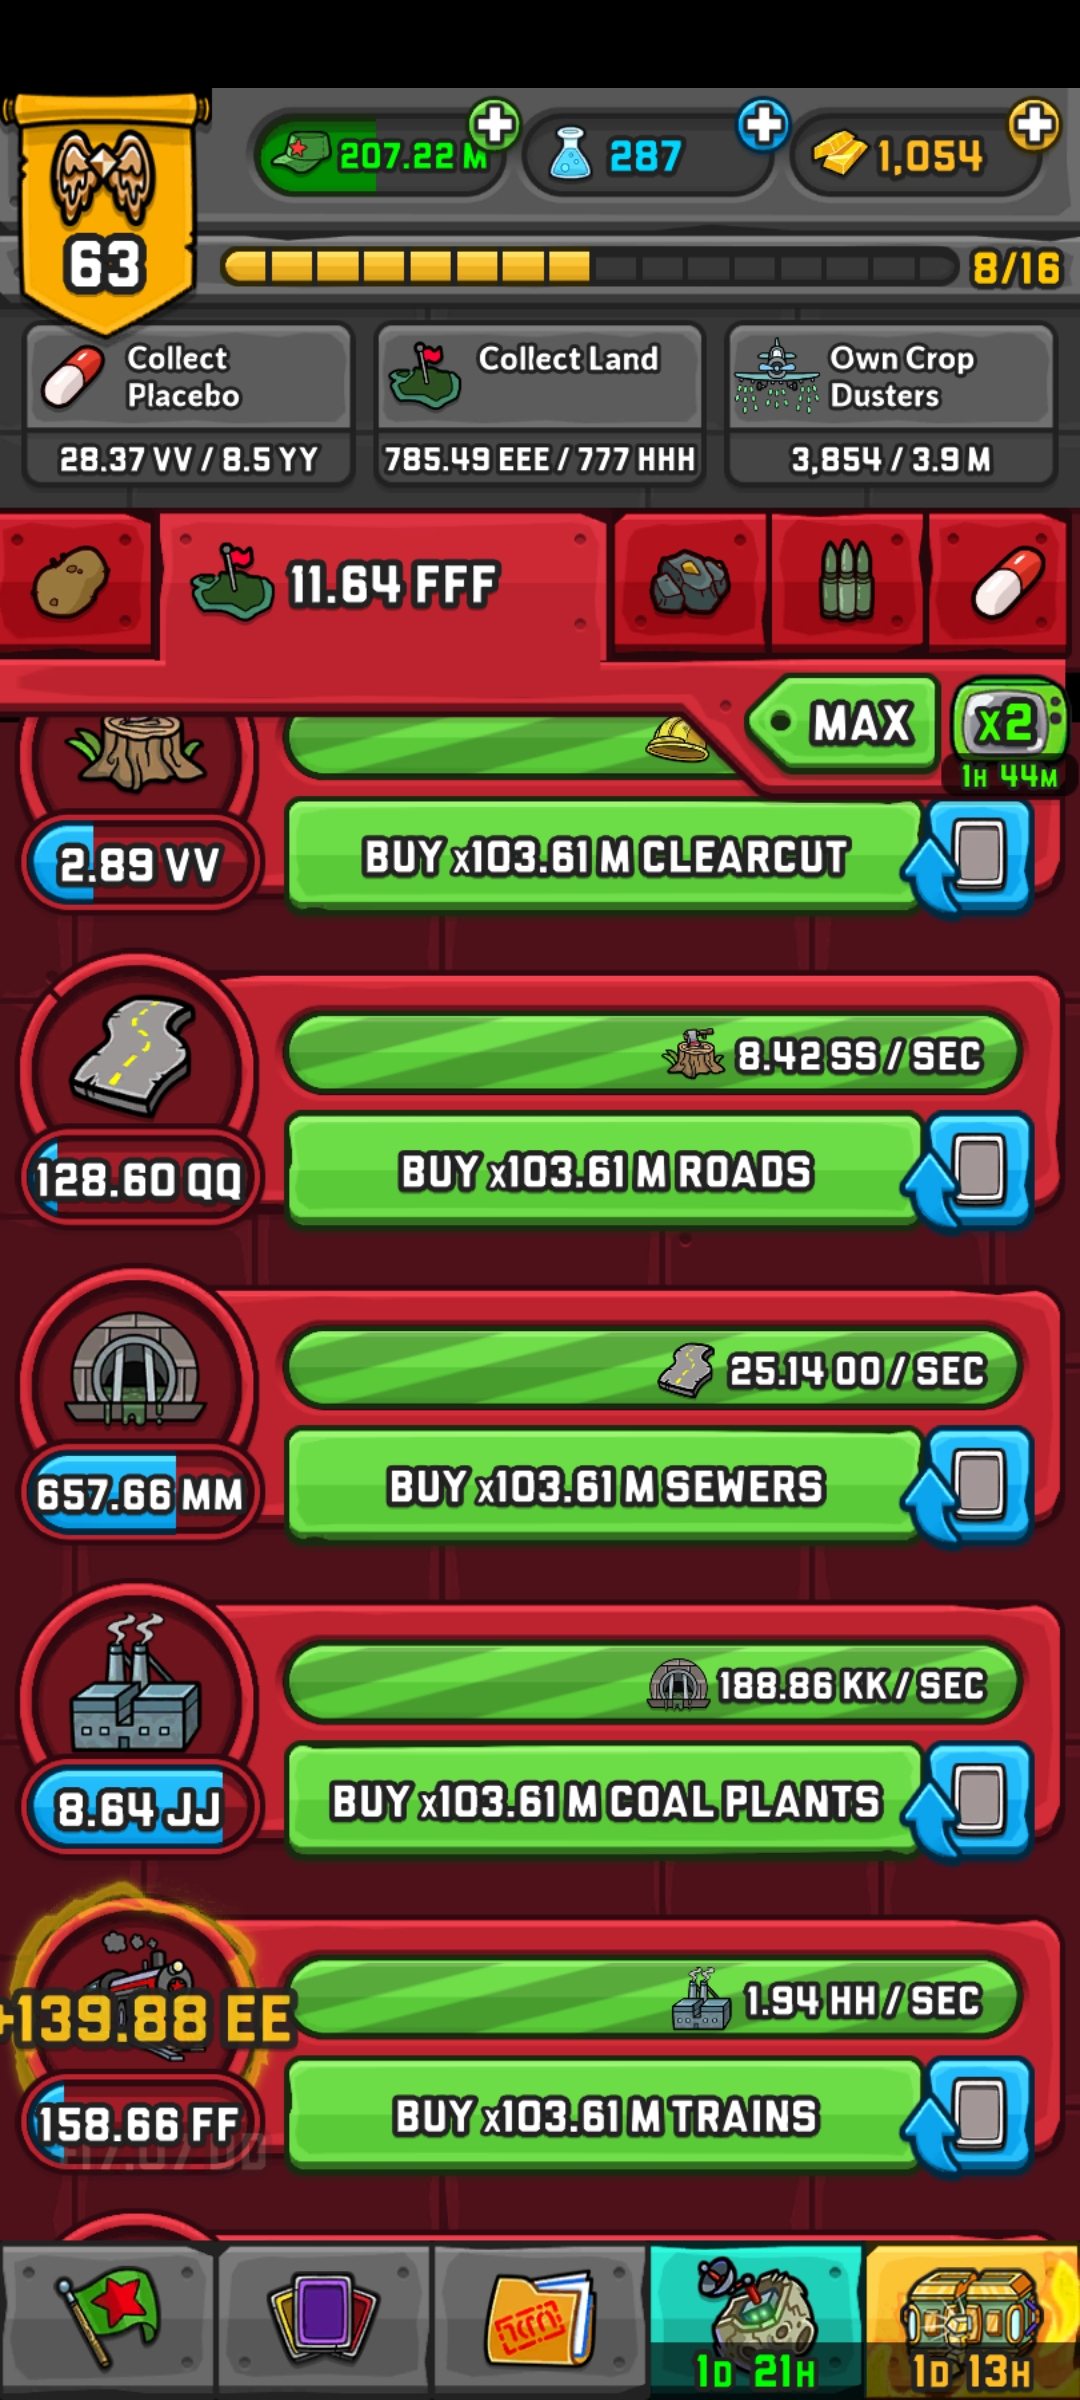 207.22 M
287
1,054
63
8/16
Collect
Placebo
28.37 VV / 8.5 YY
Collect Land
785.49 EEE / 777 HHH
Own Crop
Dusters
3,854 / 3.9 M
11.64 FFF
MAX
x2
1H 44M
2.89 VV
BUY x103.61 M CLEARCUT
8.42 SS / SEC
128.60 QQ
BUY x103.61 M ROADS
25.14 OO / SEC
657.66 MM
BUY x103.61 M SEWERS
188.86 KK / SEC
8.64 JJ
BUY x103.61 M COAL PLANTS
+139.88 EE
1.94 HH / SEC
158.66 FF
BUY x103.61 M TRAINS
1D 21H
1D 13H